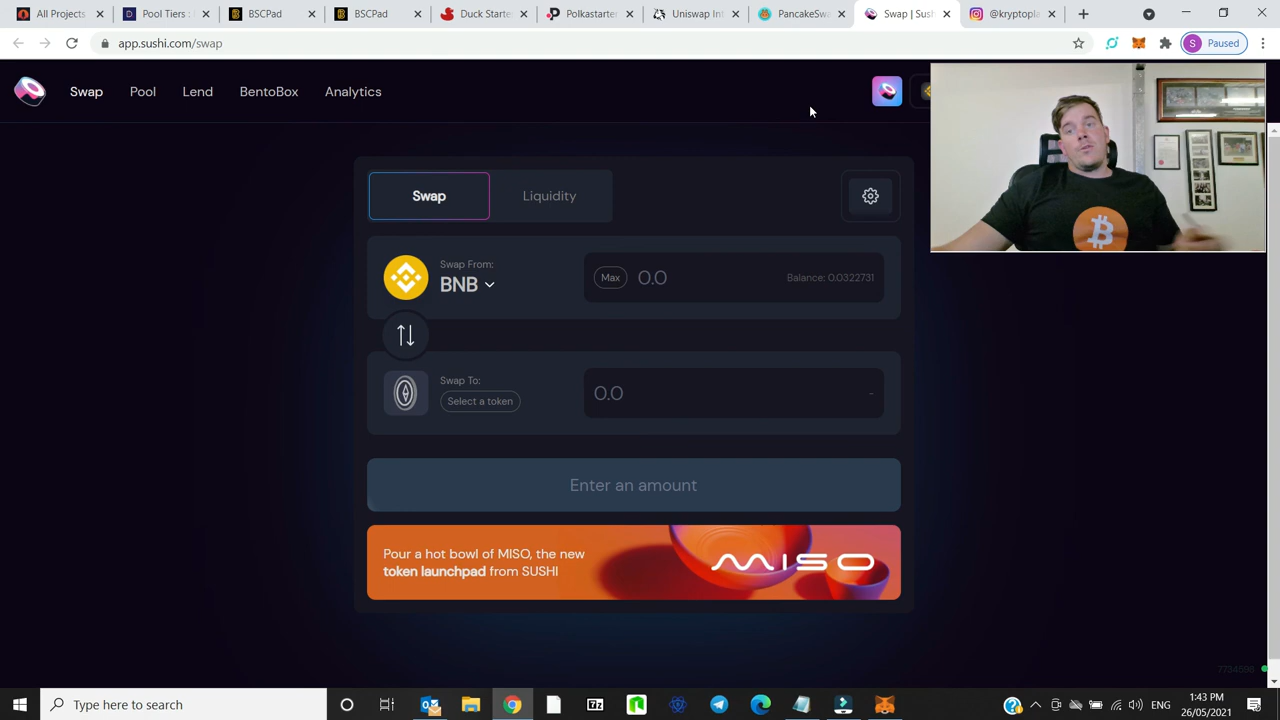 All Projects
Pool Tiers :
BSCPad
BSCPad
Duck Starte
Polkastarte
Uniswap In
PancakeSwa
Swap | Sush
@kryptopla
app.sushi.com/swap
S Paused
Swap Pool Lend BentoBox Analytics
Swap Liquidity
Swap From:
BNB
Max 0.0 Balance: 0.0322731
Swap To:
Select a token
0.0 -
Enter an amount
Pour a hot bowl of MISO, the new
token launchpad from SUSHI
MISO
Type here to search
ENG
1:43 PM
26/05/2021